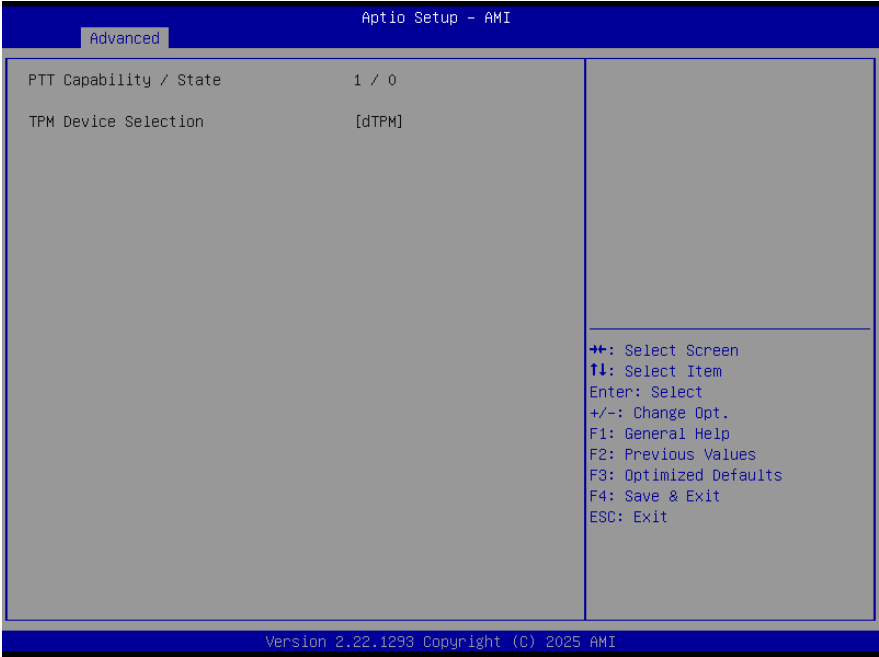 Aptio Setup – AMI
Advanced
PTT Capability / State 1 / 0
TPM Device Selection [dTPM]
→←: Select Screen
↑↓: Select Item
Enter: Select
+/-: Change Opt.
F1: General Help
F2: Previous Values
F3: Optimized Defaults
F4: Save & Exit
ESC: Exit
Version 2.22.1293 Copyright (C) 2025 AMI